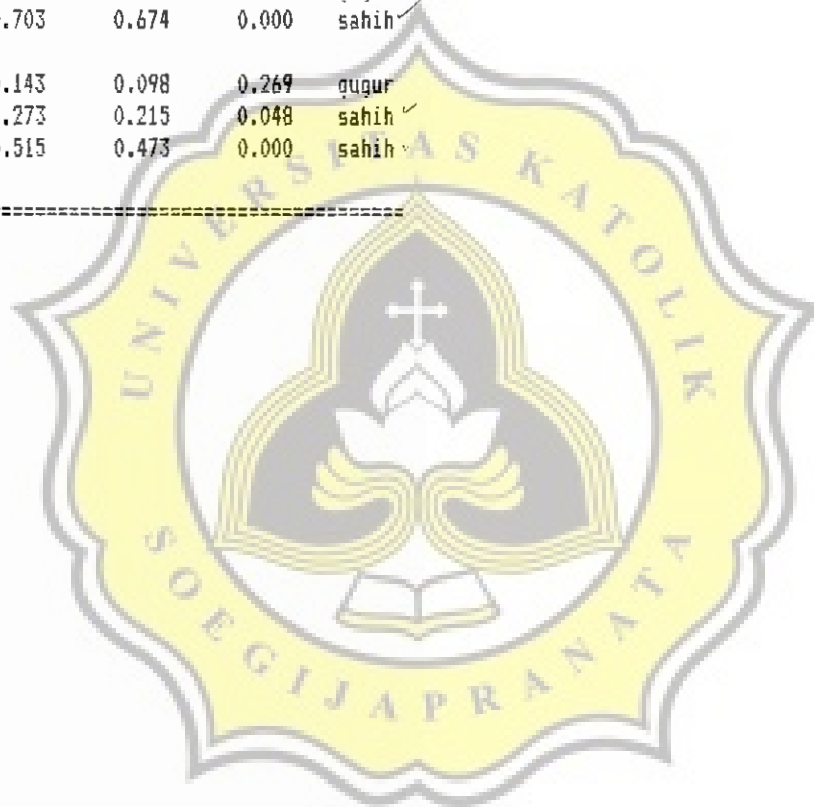 .703 0.674 0.000 sahih
.143 0.098 0.269 gugur
.273 0.215 0.048 sahih
.515 0.473 0.000 sahih
================================
UNIVERSITAS KATOLIK
SOEGIJAPRANATA